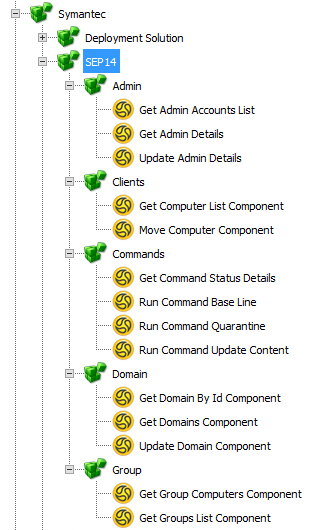 Symantec
Deployment Solution
SEP14
Admin
Get Admin Accounts List
Get Admin Details
Update Admin Details
Clients
Get Computer List Component
Move Computer Component
Commands
Get Command Status Details
Run Command Base Line
Run Command Quarantine
Run Command Update Content
Domain
Get Domain By Id Component
Get Domains Component
Update Domain Component
Group
Get Group Computers Component
Get Groups List Component